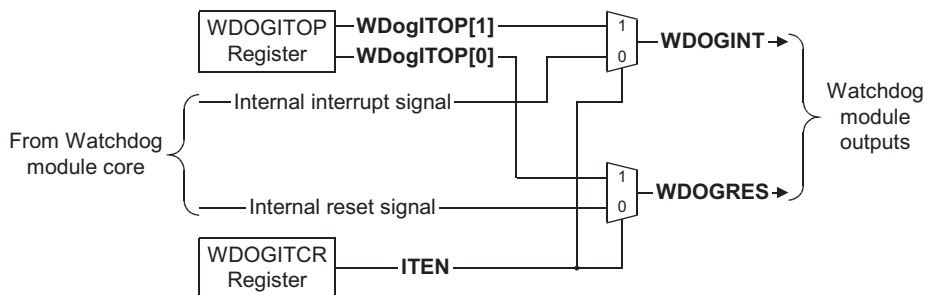 WDOGITOP
Register
WDogITOP[1]
WDogITOP[0]
1
0
WDOGINT
Internal interrupt signal
From Watchdog
module core
Watchdog
module
outputs
1
0
WDOGRES
Internal reset signal
WDOGITCR
Register
ITEN